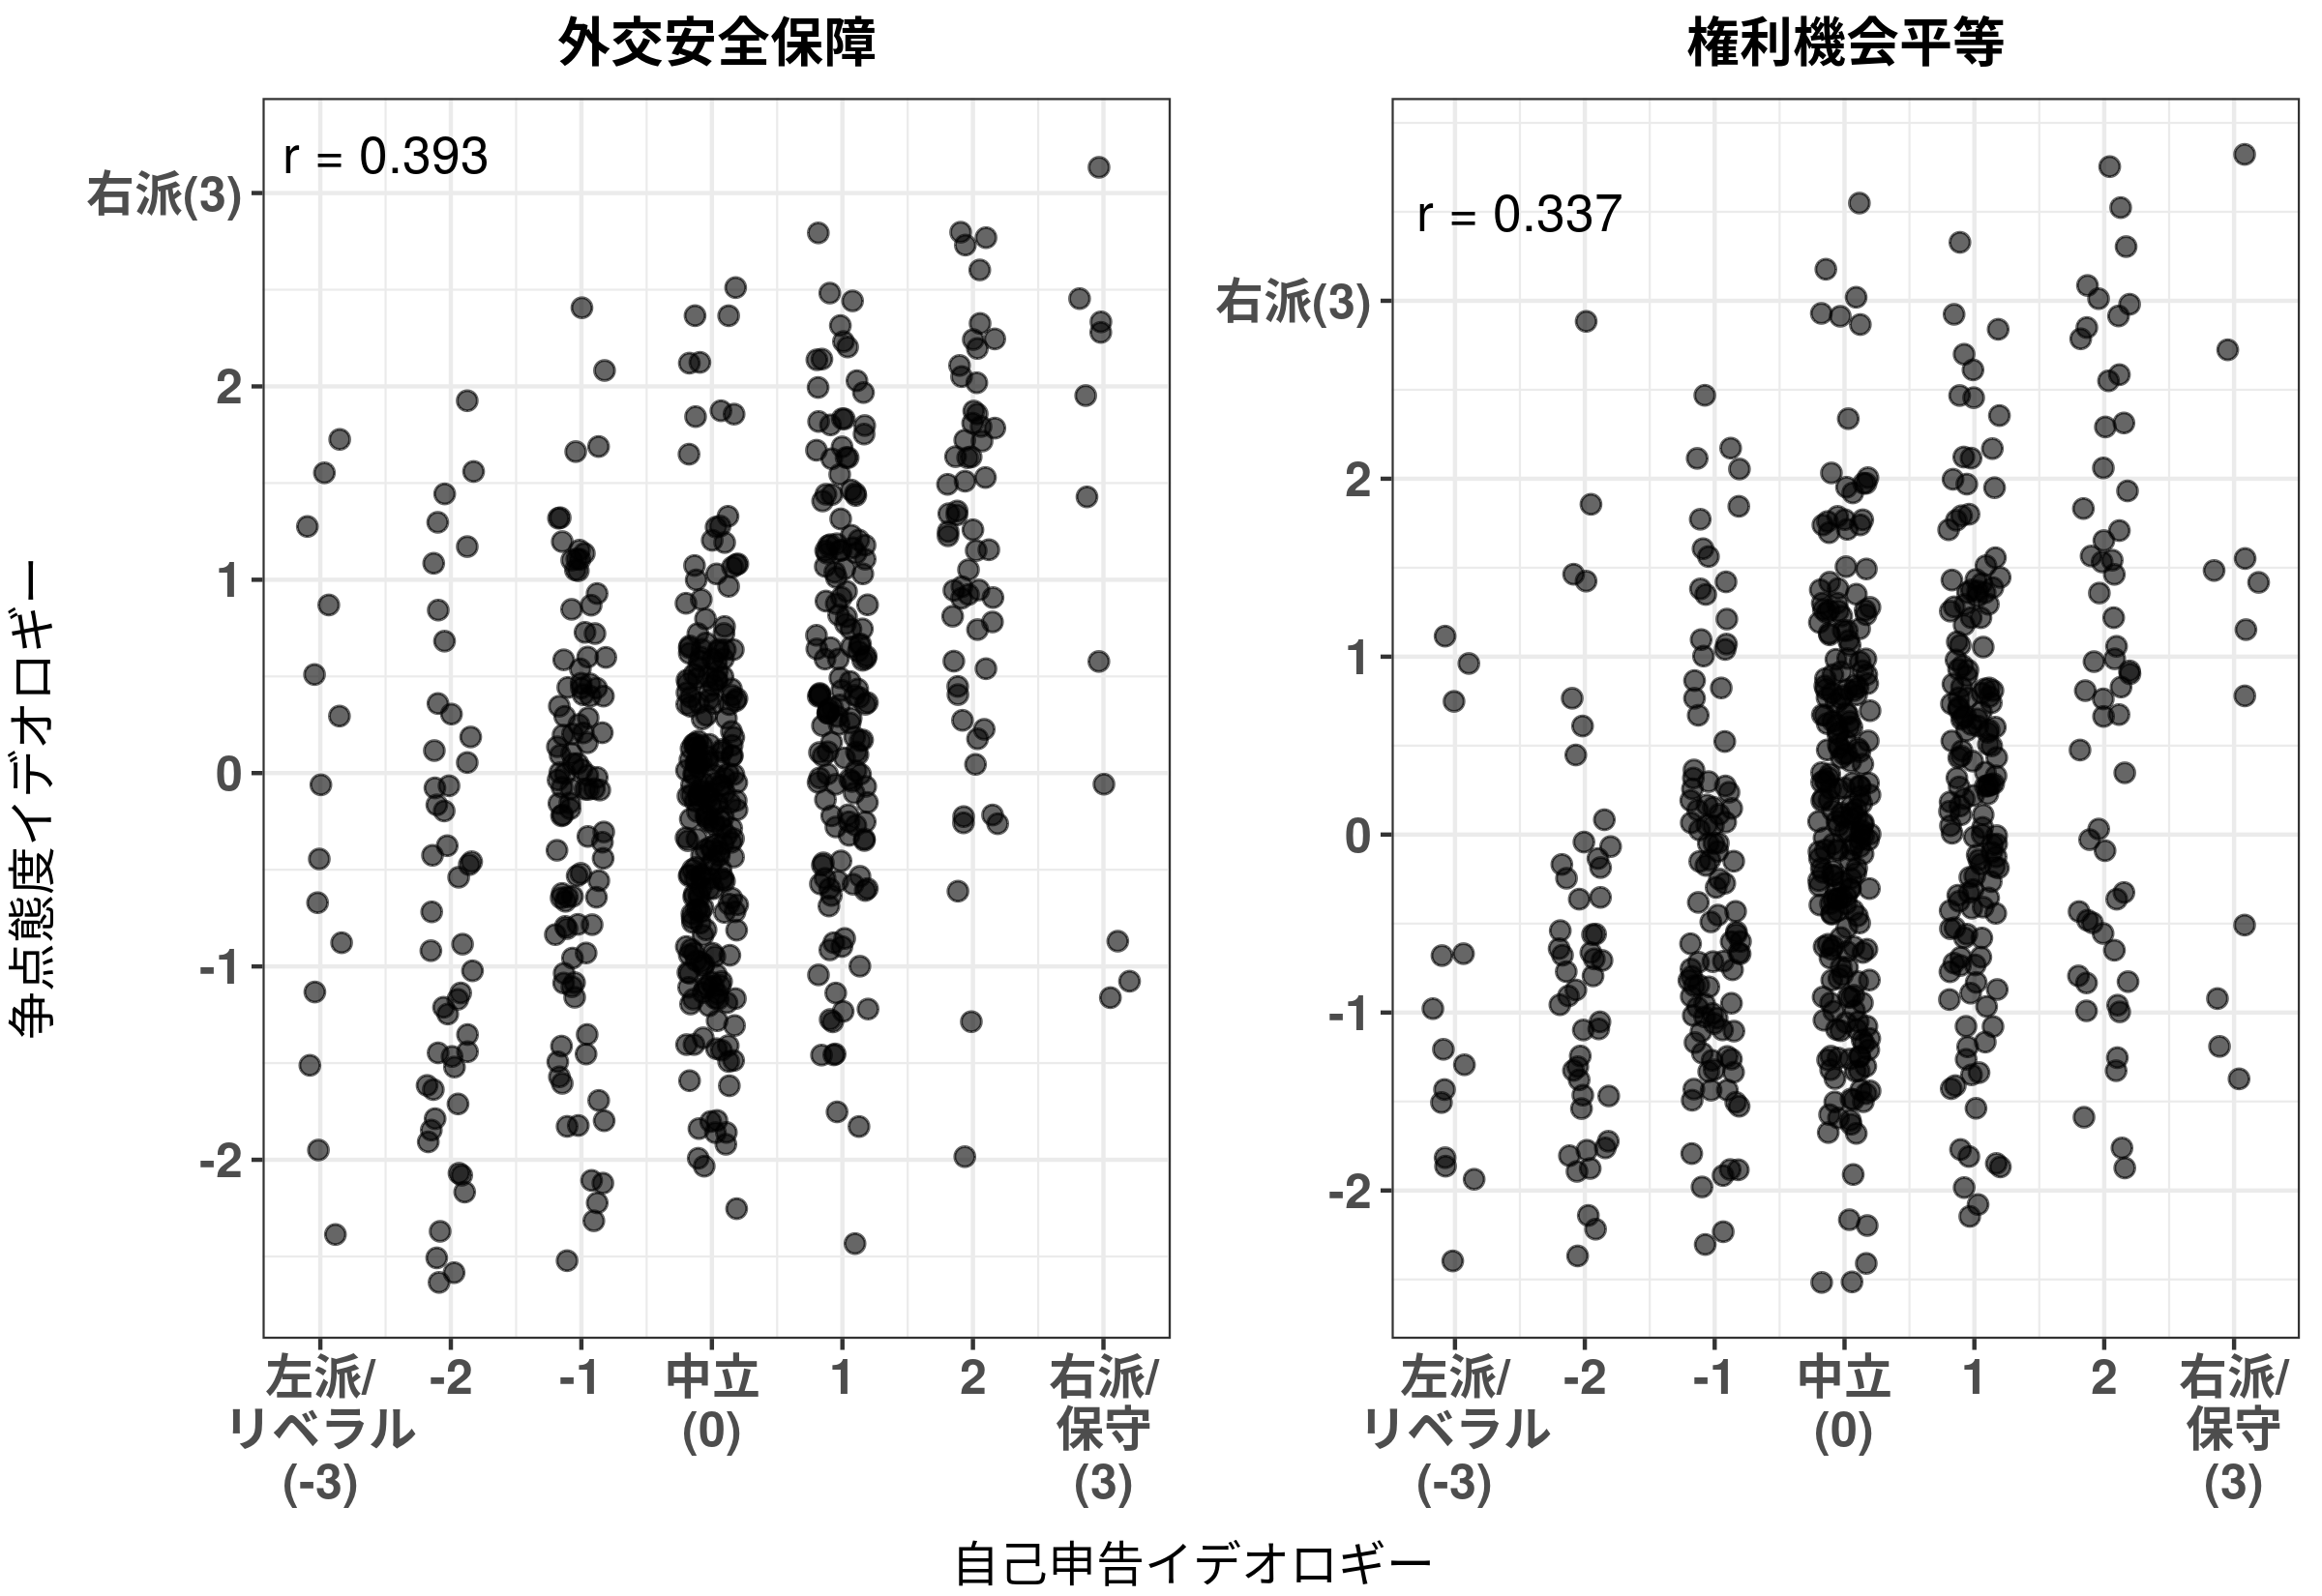 外交安全保障
権利機会平等
r = 0.393
r = 0.337
右派(3)
2
1
0
-1
-2
右派(3)
2
1
0
-1
-2
争点態度イデオロギー
左派/
リベラル
(-3)
-2
-1
中立
(0)
1
2
右派/
保守
(3)
左派/
リベラル
(-3)
-2
-1
中立
(0)
1
2
右派/
保守
(3)
自己申告イデオロギー